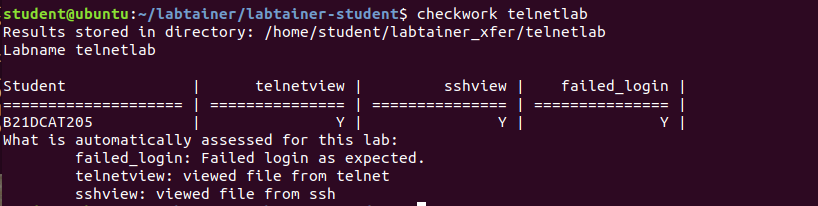 student@ubuntu:~/labtainer/labtainer-student$ checkwork telnetlab
Results stored in directory: /home/student/labtainer_xfer/telnetlab
Labname telnetlab
Student | telnetview | sshview | failed_login |
==================== | =============== | =============== | =============== |
B21DCAT205 | Y | Y | Y |
What is automatically assessed for this lab:
failed_login: Failed login as expected.
telnetview: viewed file from telnet
sshview: viewed file from ssh